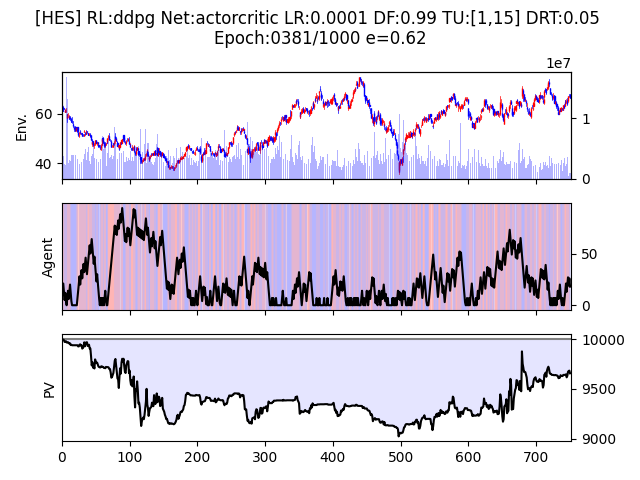 [HES] RL:ddpg Net:actorcritic LR:0.0001 DF:0.99 TU:[1,15] DRT:0.05
Epoch:0381/1000 e=0.62
1e7
Env.
60
40
1
0
Agent
50
0
PV
10000
9500
9000
0 100 200 300 400 500 600 700